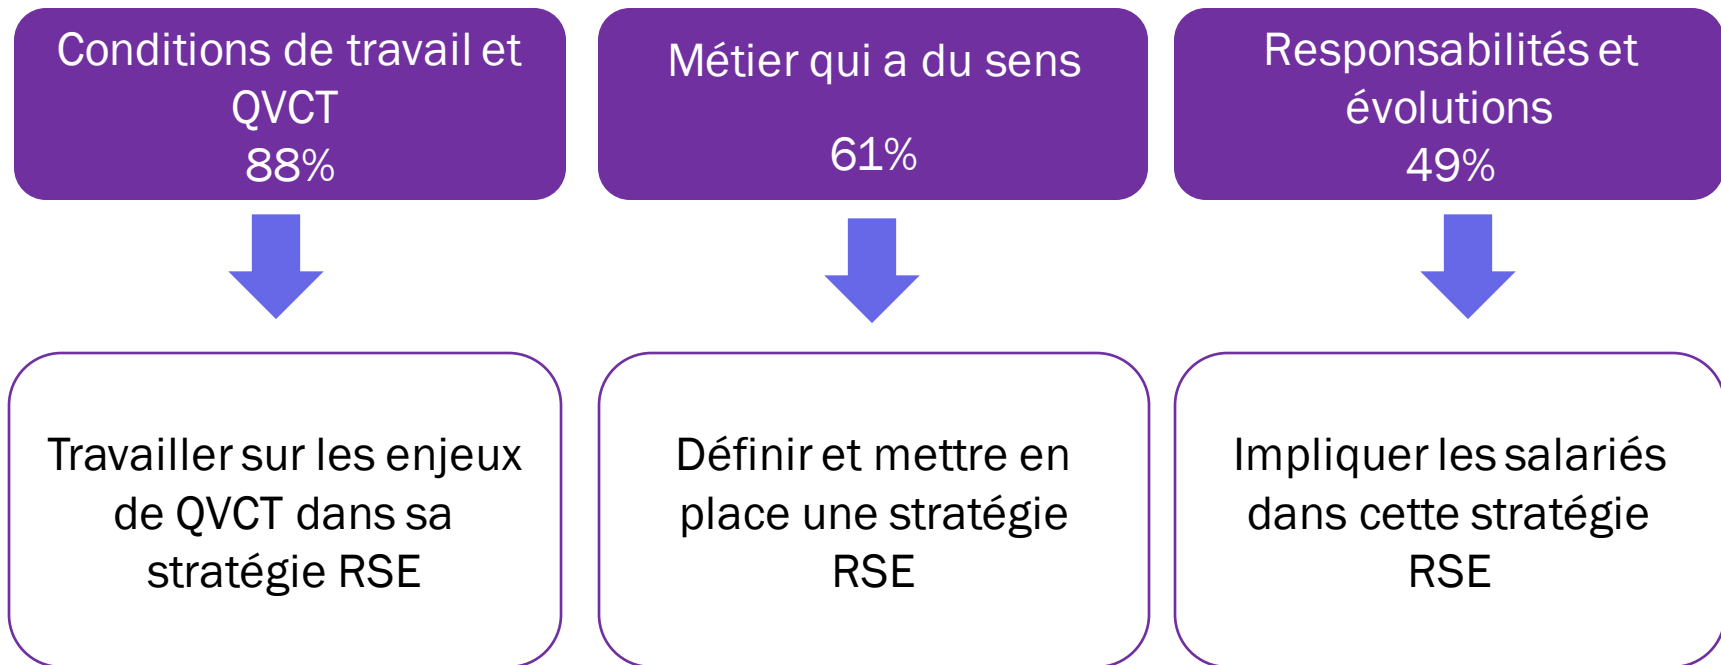 Conditions de travail et
QVCT
88%
Métier qui a du sens
61%
Responsabilités et
évolutions
49%
Travailler sur les enjeux
de QVCT dans sa
stratégie RSE
Définir et mettre en
place une stratégie
RSE
Impliquer les salariés
dans cette stratégie
RSE